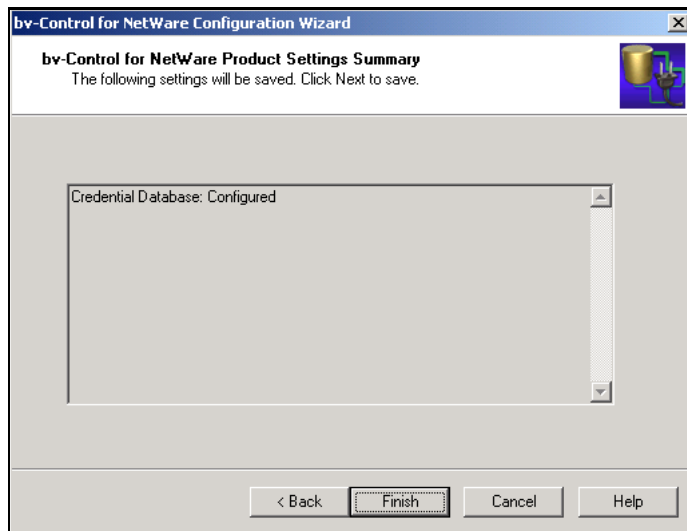 bv-Control for NetWare Configuration Wizard
bv-Control for NetWare Product Settings Summary
The following settings will be saved. Click Next to save.
Credential Database: Configured
< Back
Finish
Cancel
Help